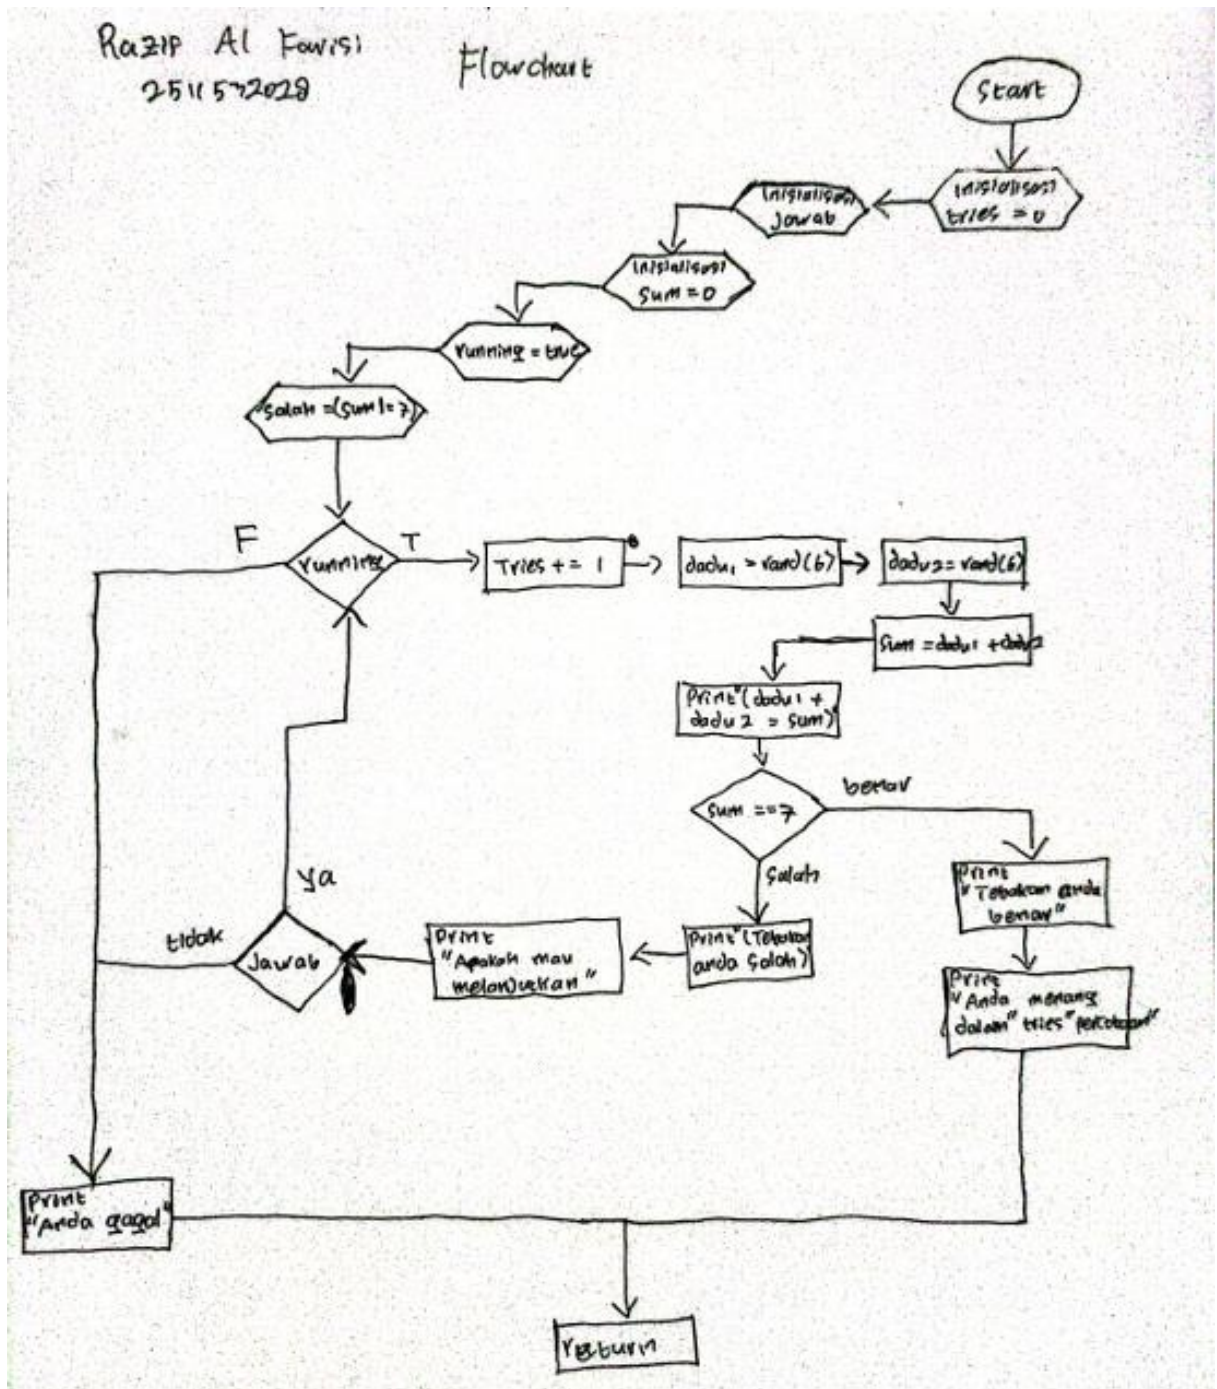 Razip Al Farisi
2511532028
Flowchart
Start
Inisialisasi
tries = 0
Inisialisasi
Jawab
Inisialisasi
Sum = 0
running = true
Salah = (Sum != 7)
running
F
T
Tries += 1
dadu1 = rand(6)
dadu2 = rand(6)
Sum = dadu1 + dadu2
Print "(dadu1 +
dadu2 = sum)"
Sum == 7
benar
Salah
Print
"Tebakan anda
benar"
Print "(Tebakan
anda Salah)
Print
"Apakah mau
melanjutkan"
Jawab
ya
tidak
Print
"Anda menang
dalam" tries "percobaan"
Print
"Anda gagal"
return